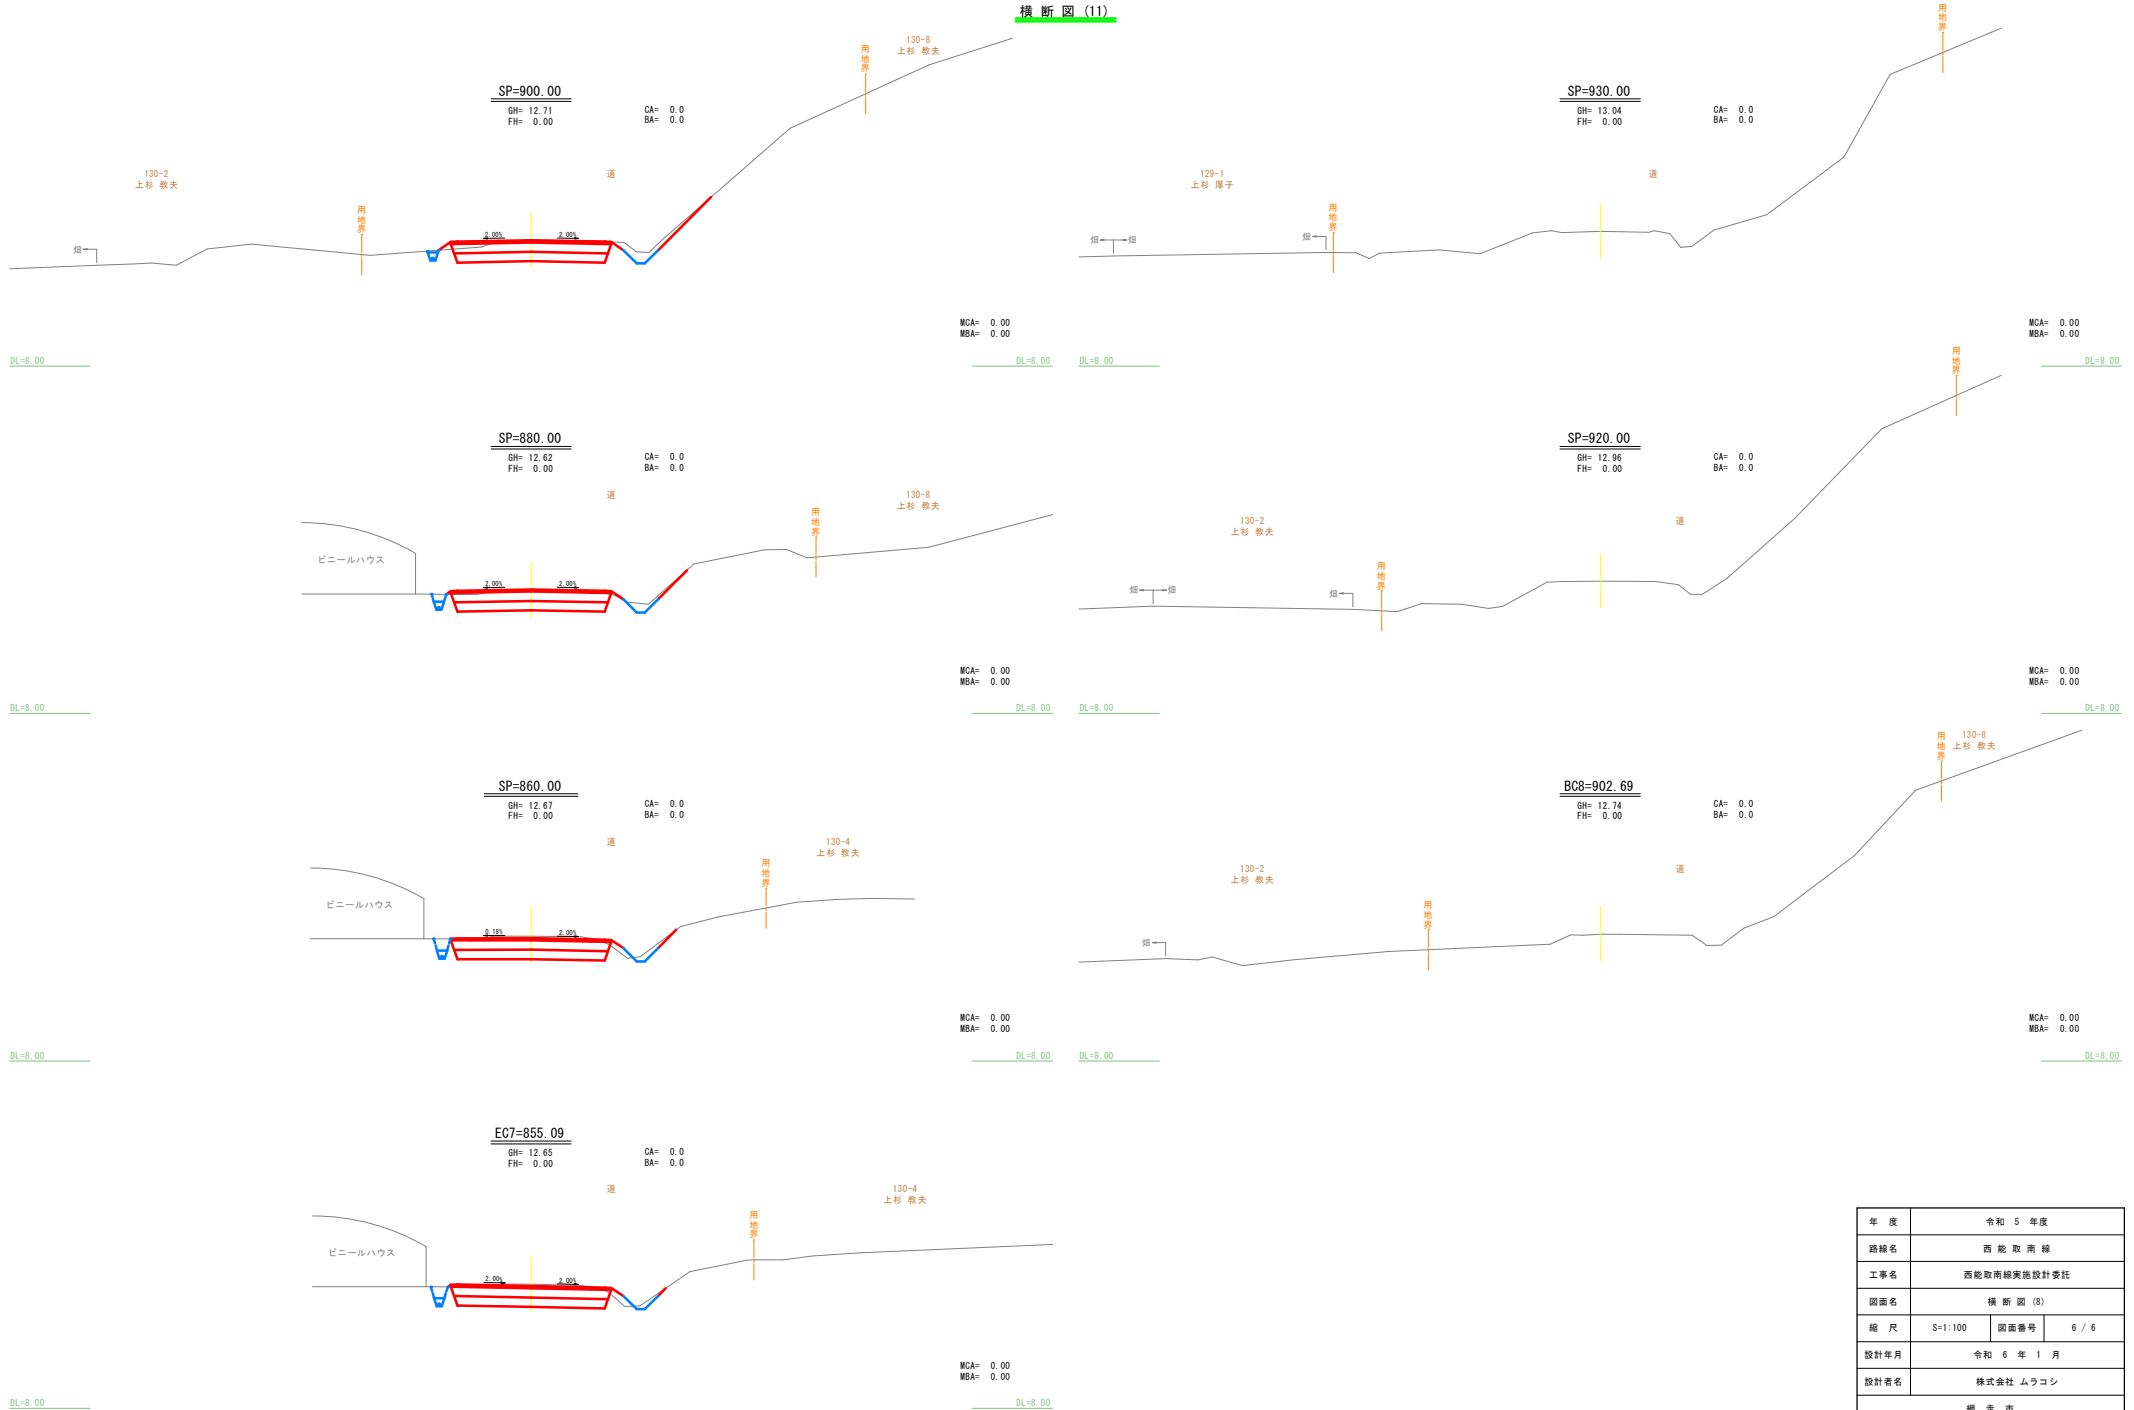 横 断 図 (11)
SP=900.00
GH= 12.71
FH= 0.00
CA= 0.0
BA= 0.0
130-2
上杉 教夫
道
130-8
上杉 教夫
用地界
用地界
畑
2.00%
2.00%
MCA= 0.00
MBA= 0.00
DL=8.00
DL=8.00
SP=880.00
GH= 12.62
FH= 0.00
CA= 0.0
BA= 0.0
道
130-8
上杉 教夫
用地界
ビニールハウス
2.00%
2.00%
MCA= 0.00
MBA= 0.00
DL=8.00
DL=8.00
SP=860.00
GH= 12.67
FH= 0.00
CA= 0.0
BA= 0.0
道
130-4
上杉 教夫
用地界
ビニールハウス
0.18%
2.00%
MCA= 0.00
MBA= 0.00
DL=8.00
DL=8.00
EC7=855.09
GH= 12.65
FH= 0.00
CA= 0.0
BA= 0.0
道
130-4
上杉 教夫
用地界
ビニールハウス
2.00%
2.00%
MCA= 0.00
MBA= 0.00
DL=8.00
DL=8.00
SP=930.00
GH= 13.04
FH= 0.00
CA= 0.0
BA= 0.0
129-1
上杉 厚子
道
用地界
用地界
畑 畑
畑
MCA= 0.00
MBA= 0.00
DL=8.00
DL=8.00
SP=920.00
GH= 12.96
FH= 0.00
CA= 0.0
BA= 0.0
130-2
上杉 教夫
道
用地界
用地界
畑 畑
畑
MCA= 0.00
MBA= 0.00
DL=8.00
DL=8.00
BC8=902.69
GH= 12.74
FH= 0.00
CA= 0.0
BA= 0.0
130-2
上杉 教夫
道
130-8
上杉 教夫
用地界
用地界
畑
MCA= 0.00
MBA= 0.00
DL=8.00
DL=8.00
年 度 令和 5 年度
路線名 西 能 取 南 線
工事名 西能取南線実施設計委託
図面名 横 断 図 (8)
縮 尺 S=1:100 図面番号 6 / 6
設計年月 令和 6 年 1 月
設計者名 株式会社 ムラコシ
網 走 市